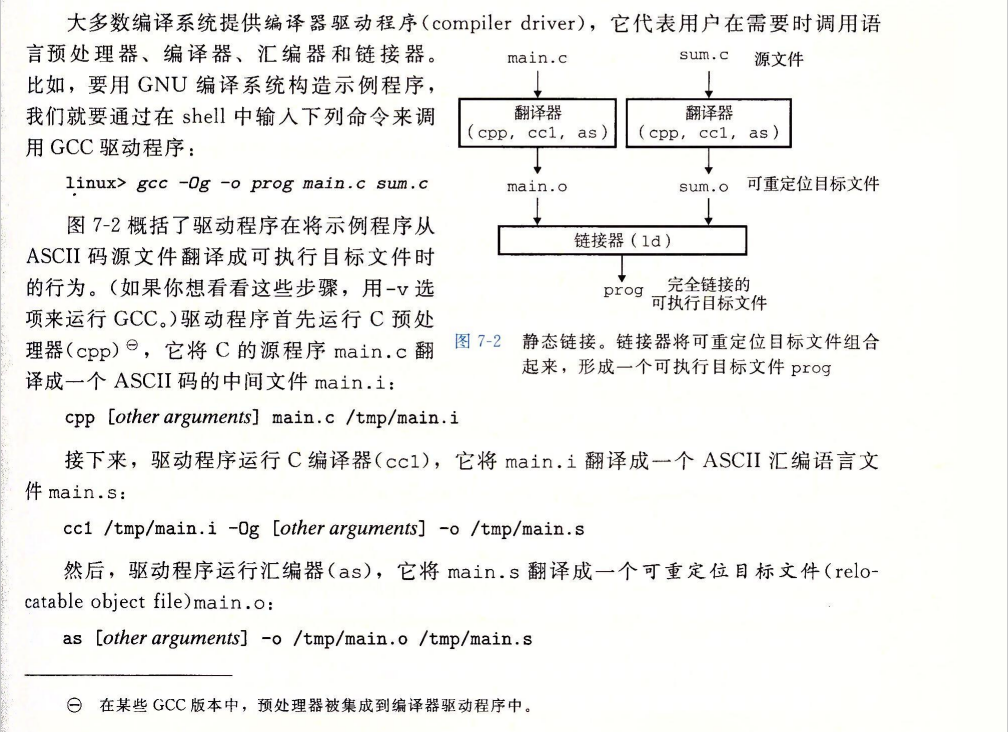 大多数编译系统提供编译器驱动程序(compiler driver)，它代表用户在需要时调用语
言预处理器、编译器、汇编器和链接器。
比如，要用 GNU 编译系统构造示例程序，
我们就要通过在 shell 中输入下列命令来调
用 GCC 驱动程序：
linux> gcc -Og -o prog main.c sum.c
图 7-2 概括了驱动程序在将示例程序从
ASCII 码源文件翻译成可执行目标文件时
的行为。(如果你想看看这些步骤，用-v 选
项来运行 GCC。)驱动程序首先运行 C 预处
理器(cpp)㊀，它将 C 的源程序 main.c 翻
译成一个 ASCII 码的中间文件 main.i：
main.c sum.c 源文件
翻译器 翻译器
(cpp, cc1, as) (cpp, cc1, as)
main.o sum.o 可重定位目标文件
链接器(ld)
prog 完全链接的
可执行目标文件
图 7-2 静态链接。链接器将可重定位目标文件组合
起来，形成一个可执行目标文件 prog
cpp [other arguments] main.c /tmp/main.i
接下来，驱动程序运行 C 编译器(cc1)，它将 main.i 翻译成一个 ASCII 汇编语言文
件 main.s：
cc1 /tmp/main.i -Og [other arguments] -o /tmp/main.s
然后，驱动程序运行汇编器(as)，它将 main.s 翻译成一个可重定位目标文件(relo-
catable object file)main.o：
as [other arguments] -o /tmp/main.o /tmp/main.s
㊀ 在某些 GCC 版本中，预处理器被集成到编译器驱动程序中。